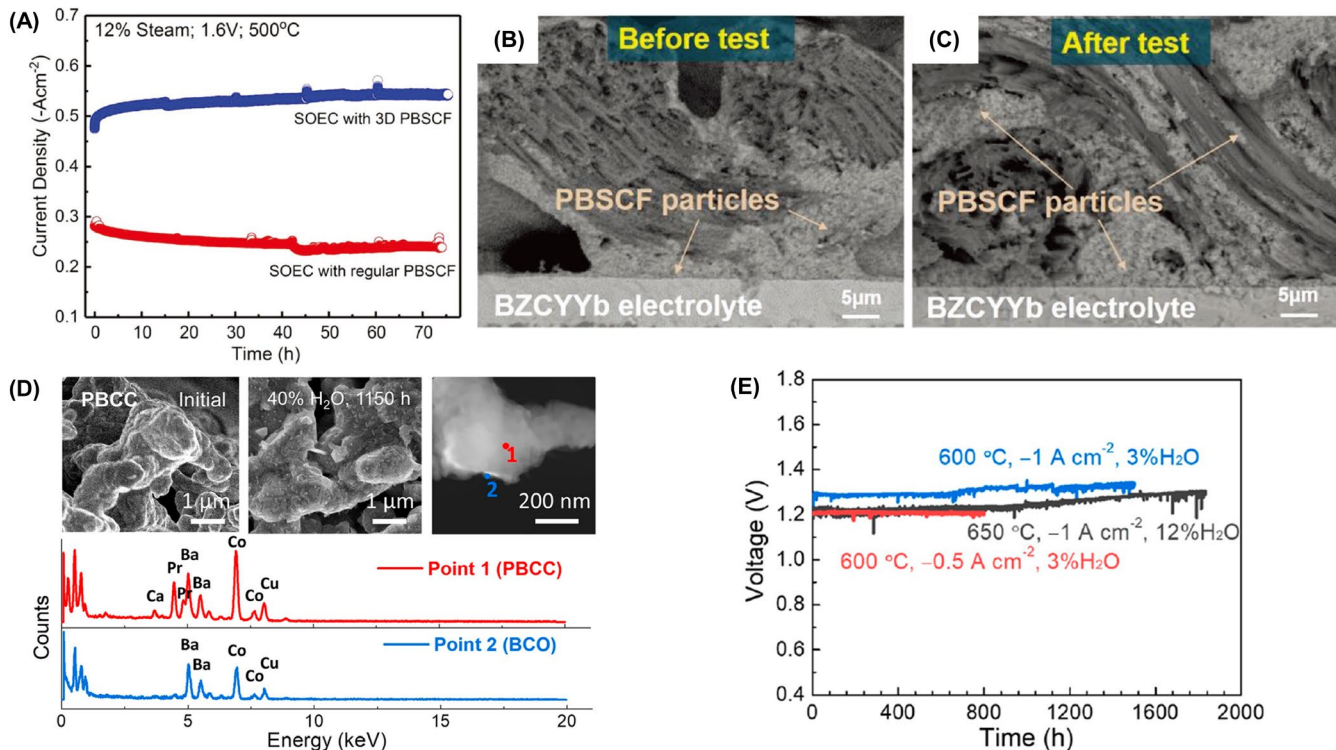 (A)
12% Steam; 1.6V; 500°C
Current Density (-Acm⁻²)
0.7
0.6
0.5
0.4
0.3
0.2
0.1
SOEC with 3D PBSCF
SOEC with regular PBSCF
0 10 20 30 40 50 60 70
Time (h)
(B)
Before test
PBSCF particles
BZCYYb electrolyte
5μm
(C)
After test
PBSCF particles
BZCYYb electrolyte
5μm
(D)
PBCC Initial
1 μm
40% H₂O, 1150 h
1 μm
1
2
200 nm
Counts
Ca
Pr
Pr
Ba
Ba
Co
Co
Cu
Point 1 (PBCC)
Ba
Ba
Co
Co
Cu
Point 2 (BCO)
0 5 10 15 20
Energy (keV)
(E)
Voltage (V)
1.8
1.6
1.4
1.2
1.0
0.8
0.6
0.4
600 °C, −1 A cm⁻², 3%H₂O
650 °C, −1 A cm⁻², 12%H₂O
600 °C, −0.5 A cm⁻², 3%H₂O
0 400 800 1200 1600 2000
Time (h)